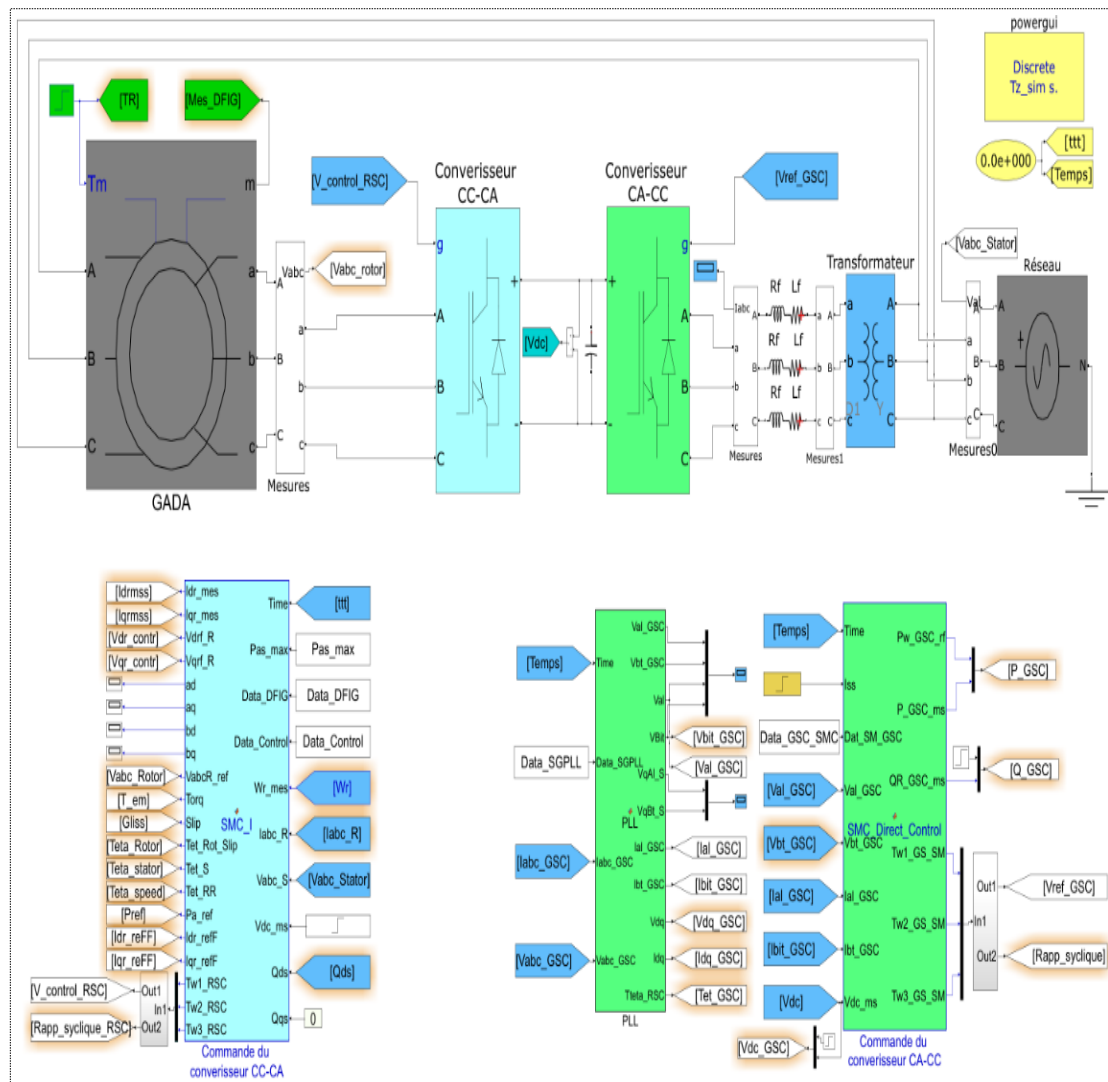 powergui
Discrete
Tz_sim s.
0.0e+000
[ttt]
[Temps]
[TR]
[Mes_DFIG]
Tm
m
A
B
C
a
b
c
GADA
Vabc
A
B
C
a
b
c
Mesures
[Vabc_rotor]
[V_control_RSC]
Converisseur
CC-CA
g
A
B
C
+
-
[Vdc]
Converisseur
CA-CC
g
+
-
A
B
C
[Vref_GSC]
Iabc
a
b
c
A
B
C
Mesures
Rf Lf
Rf Lf
Rf Lf
A
B
C
a
b
c
Mesures1
Transformateur
a
b
c
A
B
C
D1 Y
[Vabc_Stator]
Val
A
B
C
a
b
c
Mesures0
Réseau
A
B
C
N
+
[Idrmss]
[Iqrmss]
[Vdr_contr]
[Vqr_contr]
[Vabc_Rotor]
[T_em]
[Gliss]
[Teta_Rotor]
[Teta_stator]
[Teta_speed]
[Pref]
[Idr_reFF]
[Iqr_reFF]
[V_control_RSC]
[Rapp_syclique_RSC]
Out1
In1
Out2
Idr_mes
Iqr_mes
Vdrf_R
Vqrf_R
ad
aq
bd
bq
VabcR_ref
Torq
Slip
Tet_Rot_Slip
Tet_S
Tet_RR
Pa_ref
Idr_refF
Iqr_refF
Tw1_RSC
Tw2_RSC
Tw3_RSC
SMC_I
Time
Pas_max
Data_DFIG
Data_Control
Wr_mes
Iabc_R
Vabc_S
Vdc_ms
Qds
Qqs
[ttt]
Pas_max
Data_DFIG
Data_Control
[Wr]
[Iabc_R]
[Vabc_Stator]
[Qds]
0
Commande du
converisseur CC-CA
[Temps]
Data_SGPLL
[Iabc_GSC]
[Vabc_GSC]
Time
Data_SGPLL
Iabc_GSC
Vabc_GSC
PLL
Val_GSC
Vbt_GSC
Val
VBit
VqAl_S
VqBt_S
Ial_GSC
Ibt_GSC
Vdq
Idq
Tteta_RSC
PLL
[Vbit_GSC]
[Val_GSC]
[Ial_GSC]
[Ibit_GSC]
[Vdq_GSC]
[Idq_GSC]
[Tet_GSC]
[Temps]
Data_GSC_SMC
[Val_GSC]
[Vbt_GSC]
[Ial_GSC]
[Ibit_GSC]
[Vdc]
[Vdc_GSC]
Time
Iss
Dat_SM_GSC
Val_GSC
SMC_Direct_Control
Vbt_GSC
Ial_GSC
Ibt_GSC
Vdc_ms
Pw_GSC_rf
P_GSC_ms
QR_GSC_ms
Tw1_GS_SM
Tw2_GS_SM
Tw3_GS_SM
[P_GSC]
[Q_GSC]
Out1
In1
Out2
[Vref_GSC]
[Rapp_syclique]
Commande du
converisseur CA-CC